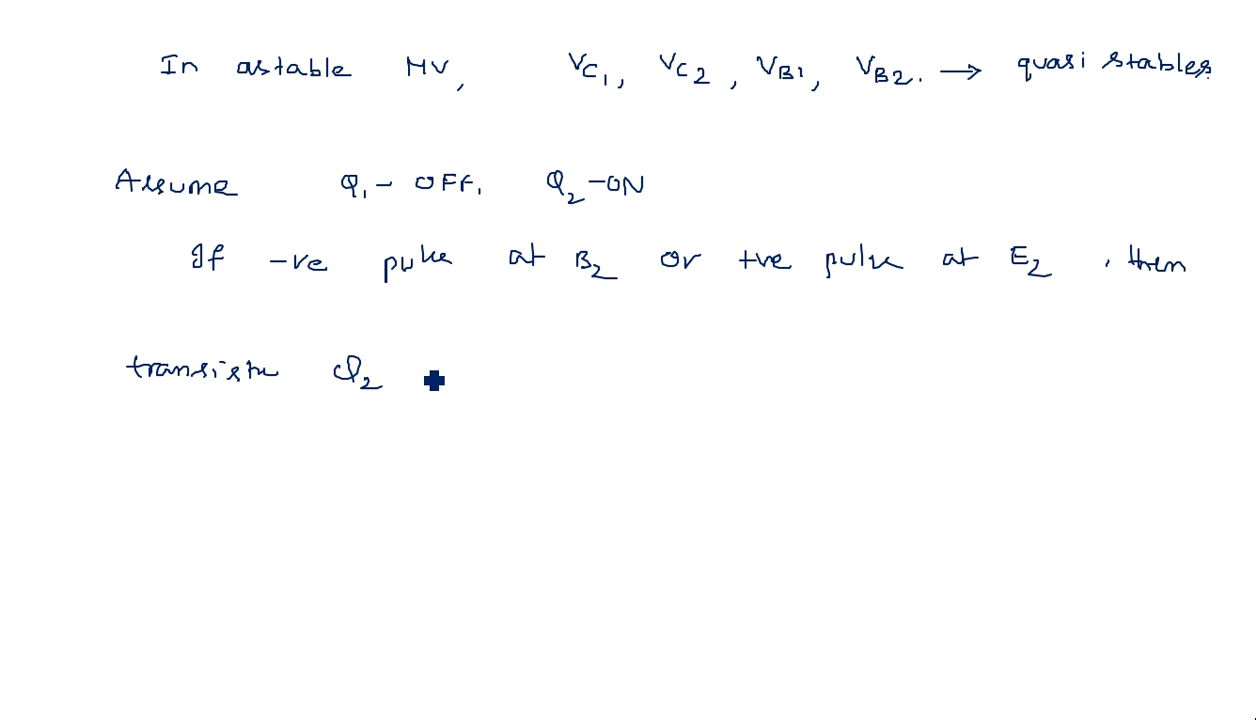 In astable MV, VC1, VC2, VB1, VB2. → quasi stables.
Assume Q1 - OFF, Q2 - ON
If -ve pulse at B2 or +ve pulse at E2, then
transistor Q2